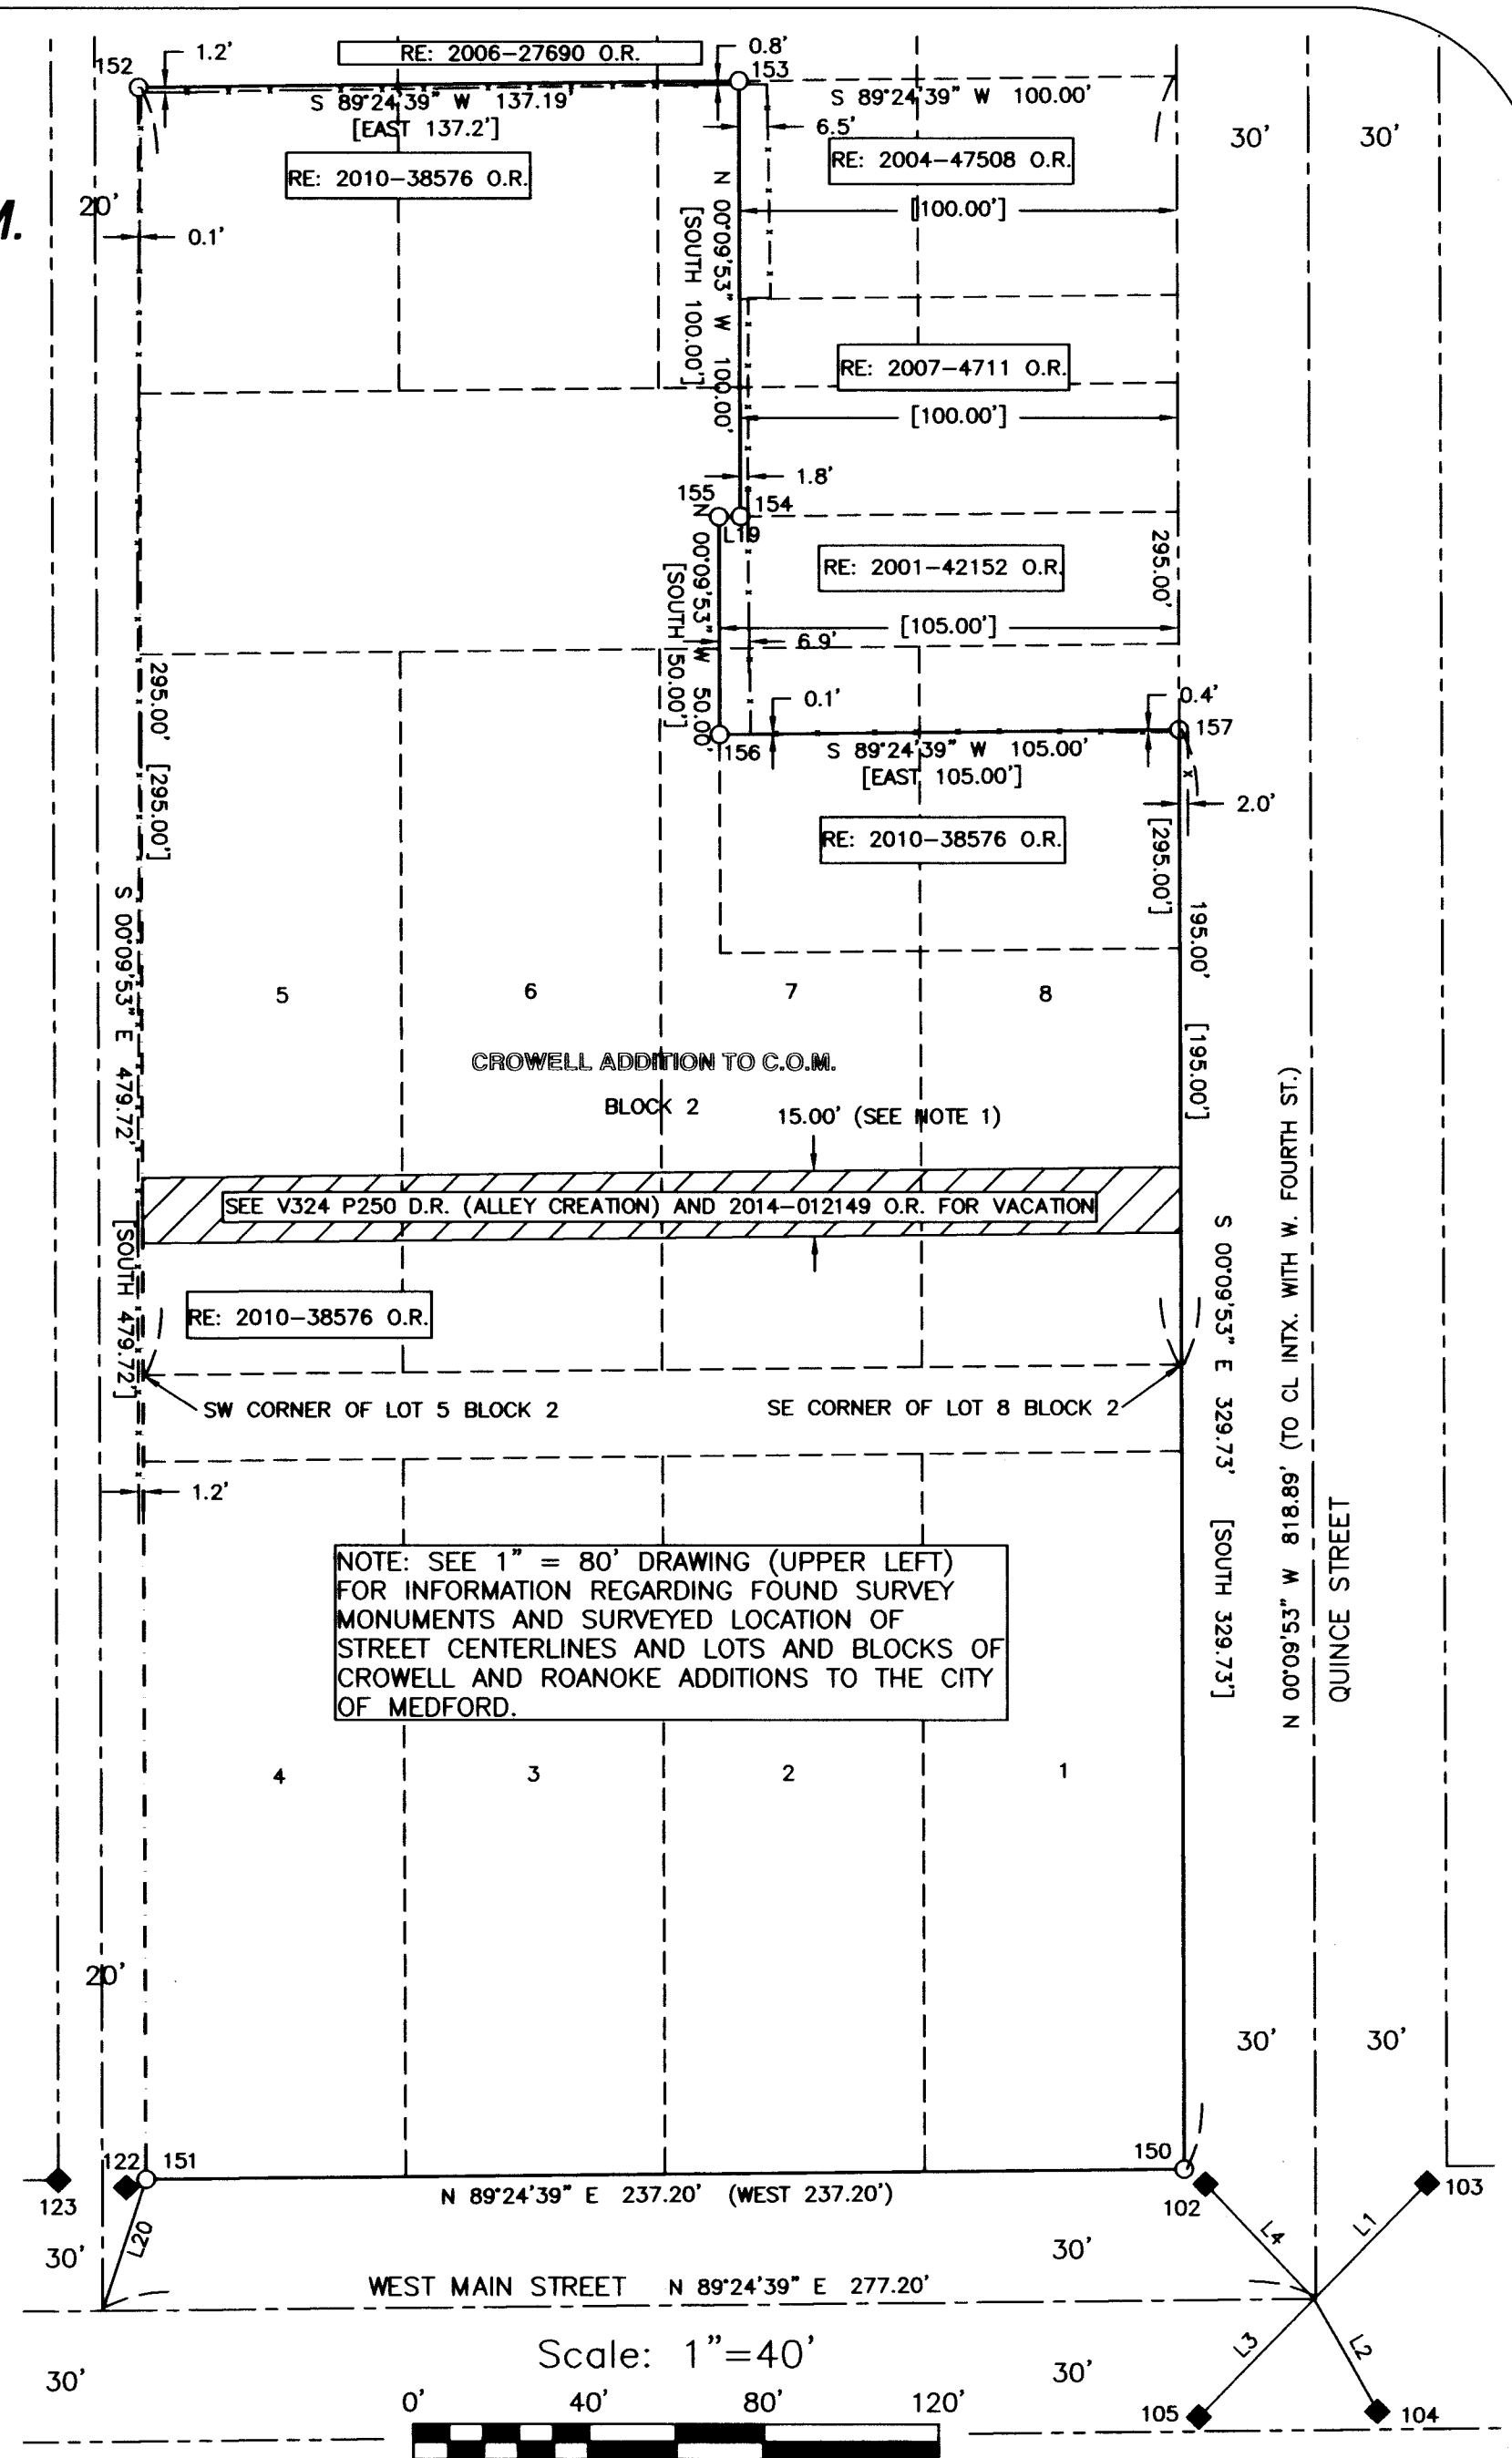 M.
152
1.2'
RE: 2006-27690 O.R.
0.8'
153
S 89°24'39" W 137.19'
[EAST 137.2']
S 89°24'39" W 100.00'
6.5'
30'
30'
RE: 2010-38576 O.R.
RE: 2004-47508 O.R.
20'
0.1'
[100.00']
N 00°09'53" W 100.00'
[SOUTH 100.00']
RE: 2007-4711 O.R.
[100.00']
1.8'
155
154
L19
N 00°09'53" W 50.00'
[SOUTH 50.00']
RE: 2001-42152 O.R.
295.00'
[295.00']
[105.00']
6.9'
0.1'
0.4'
157
156
S 89°24'39" W 105.00'
[EAST 105.00']
2.0'
RE: 2010-38576 O.R.
295.00' [295.00']
195.00' [195.00']
S 00°09'53" E 479.72'
[SOUTH 479.72']
5
6
7
8
CROWELL ADDITION TO C.O.M.
BLOCK 2
15.00' (SEE NOTE 1)
SEE V324 P250 D.R. (ALLEY CREATION) AND 2014-012149 O.R. FOR VACATION
RE: 2010-38576 O.R.
SW CORNER OF LOT 5 BLOCK 2
SE CORNER OF LOT 8 BLOCK 2
S 00°09'53" E 329.73' [SOUTH 329.73']
N 00°09'53" W 818.89' (TO CL INTX. WITH W. FOURTH ST.)
QUINCE STREET
1.2'
NOTE: SEE 1" = 80' DRAWING (UPPER LEFT)
FOR INFORMATION REGARDING FOUND SURVEY
MONUMENTS AND SURVEYED LOCATION OF
STREET CENTERLINES AND LOTS AND BLOCKS OF
CROWELL AND ROANOKE ADDITIONS TO THE CITY
OF MEDFORD.
4
3
2
1
20'
30'
30'
122
151
150
123
102
103
N 89°24'39" E 237.20' (WEST 237.20')
L20
L4
L1
30'
30'
WEST MAIN STREET N 89°24'39" E 277.20'
L3
L2
Scale: 1"=40'
30'
30'
0'
40'
80'
120'
105
104